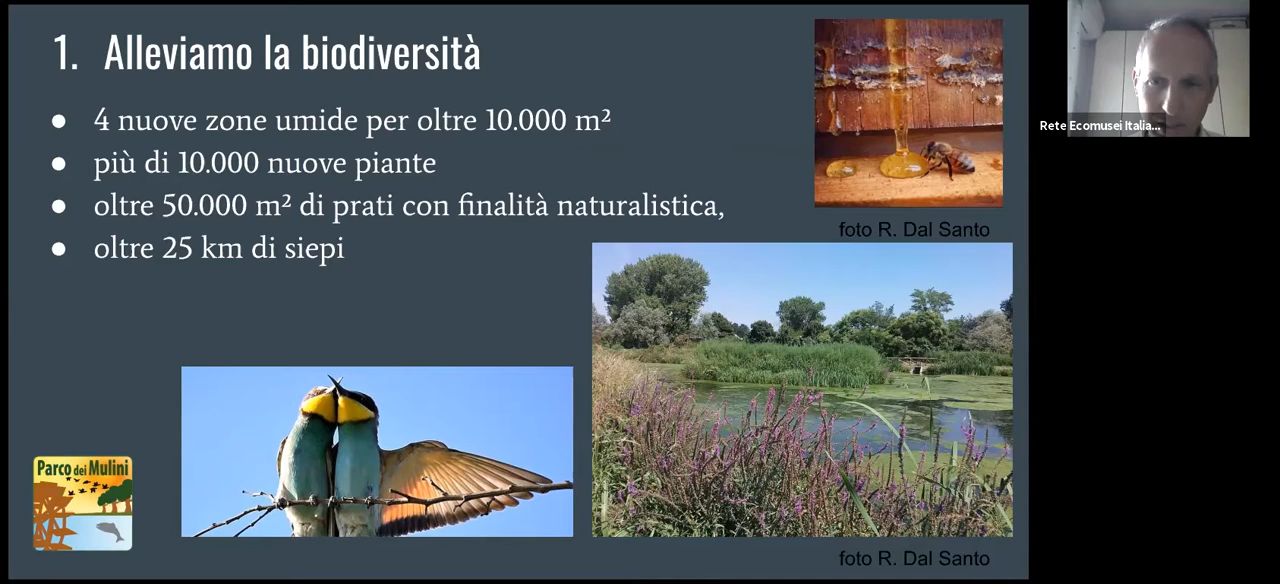 1. Alleviamo la biodiversità
● 4 nuove zone umide per oltre 10.000 m²
● più di 10.000 nuove piante
● oltre 50.000 m² di prati con finalità naturalistica,
● oltre 25 km di siepi
foto R. Dal Santo
Rete Ecomusei Italia...
Parco dei Mulini
foto R. Dal Santo